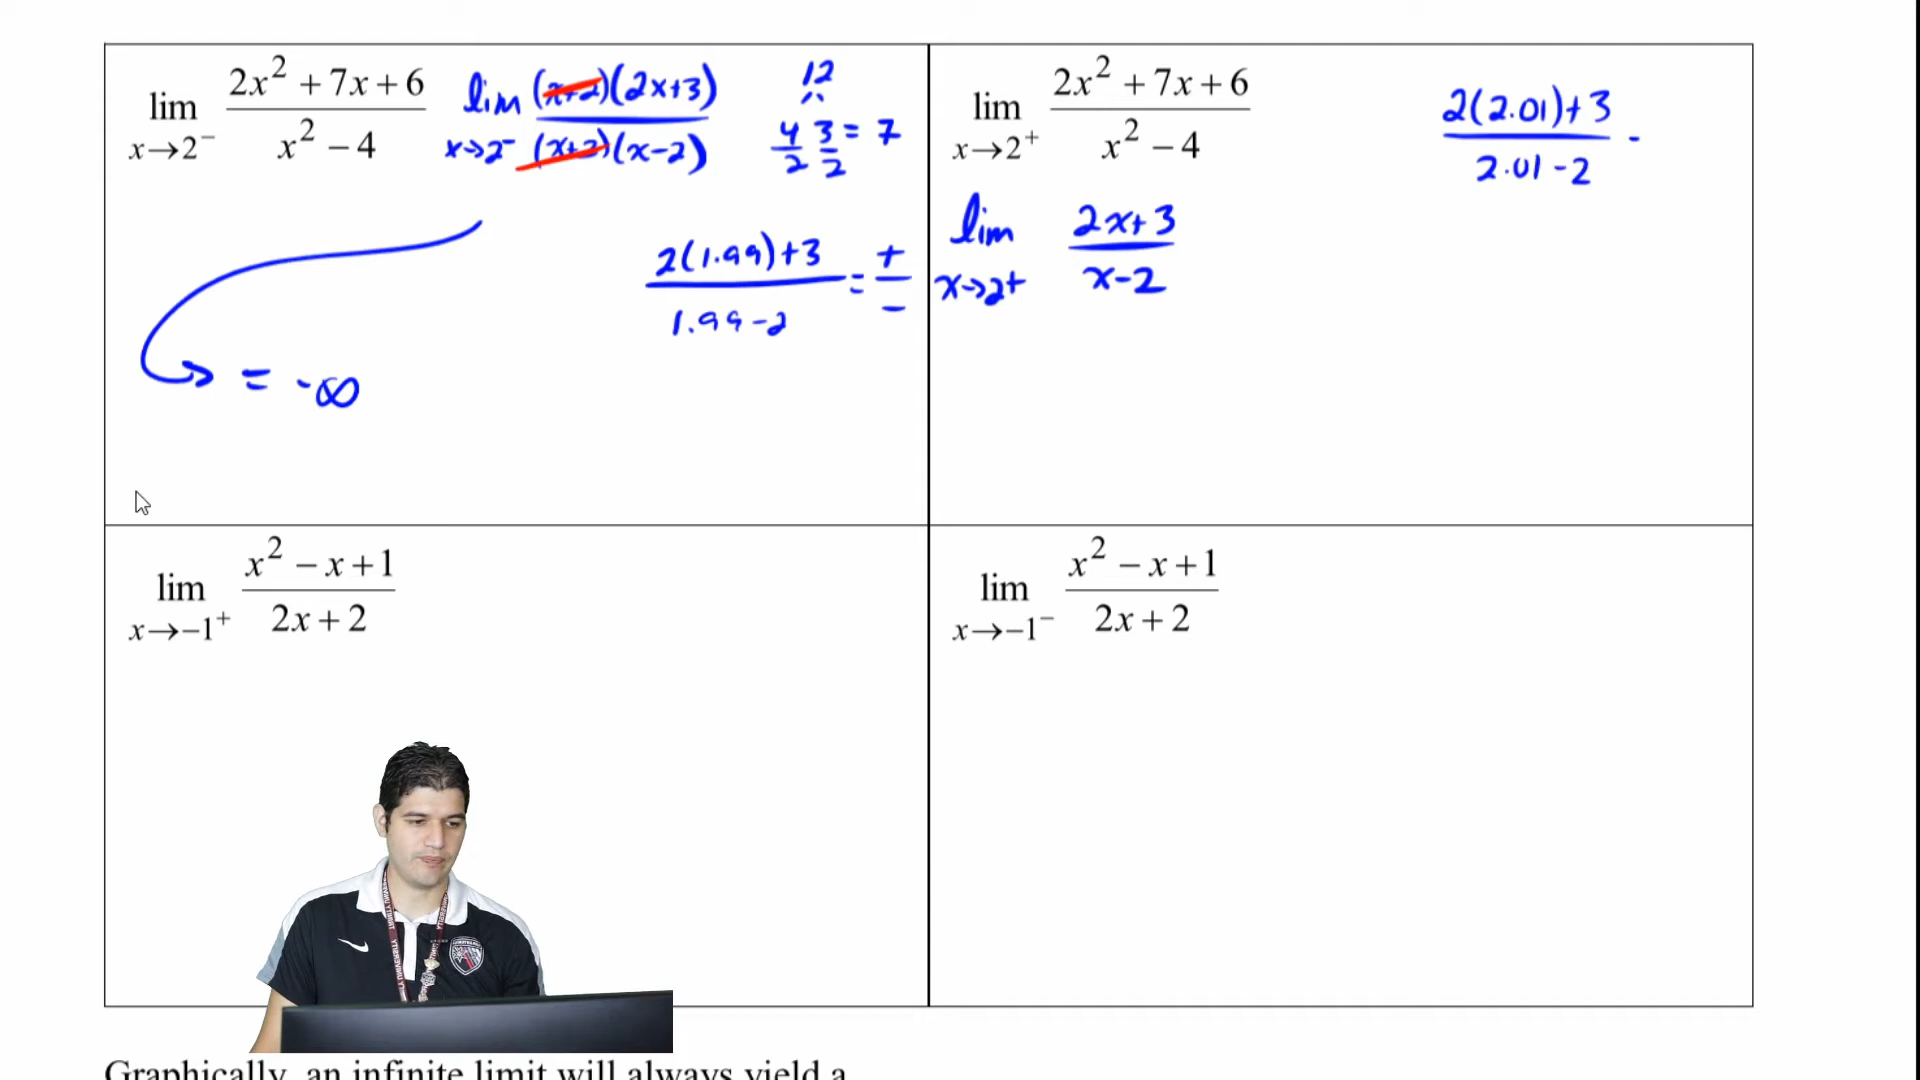 lim x→2⁻ (2x² + 7x + 6)/(x² − 4)
lim x→2⁻ (x+2)(2x+3)/(x+2)(x−2)
12
4/2 3/2 = 7
2(1.99)+3 / 1.99−2 = +/−
= -∞
lim x→2⁺ (2x² + 7x + 6)/(x² − 4)
2(2.01)+3 / 2.01−2 -
lim x→2+ 2x+3 / x−2
lim x→−1⁺ (x² − x + 1)/(2x + 2)
lim x→−1⁻ (x² − x + 1)/(2x + 2)
Graphically, an infinite limit will always yield a